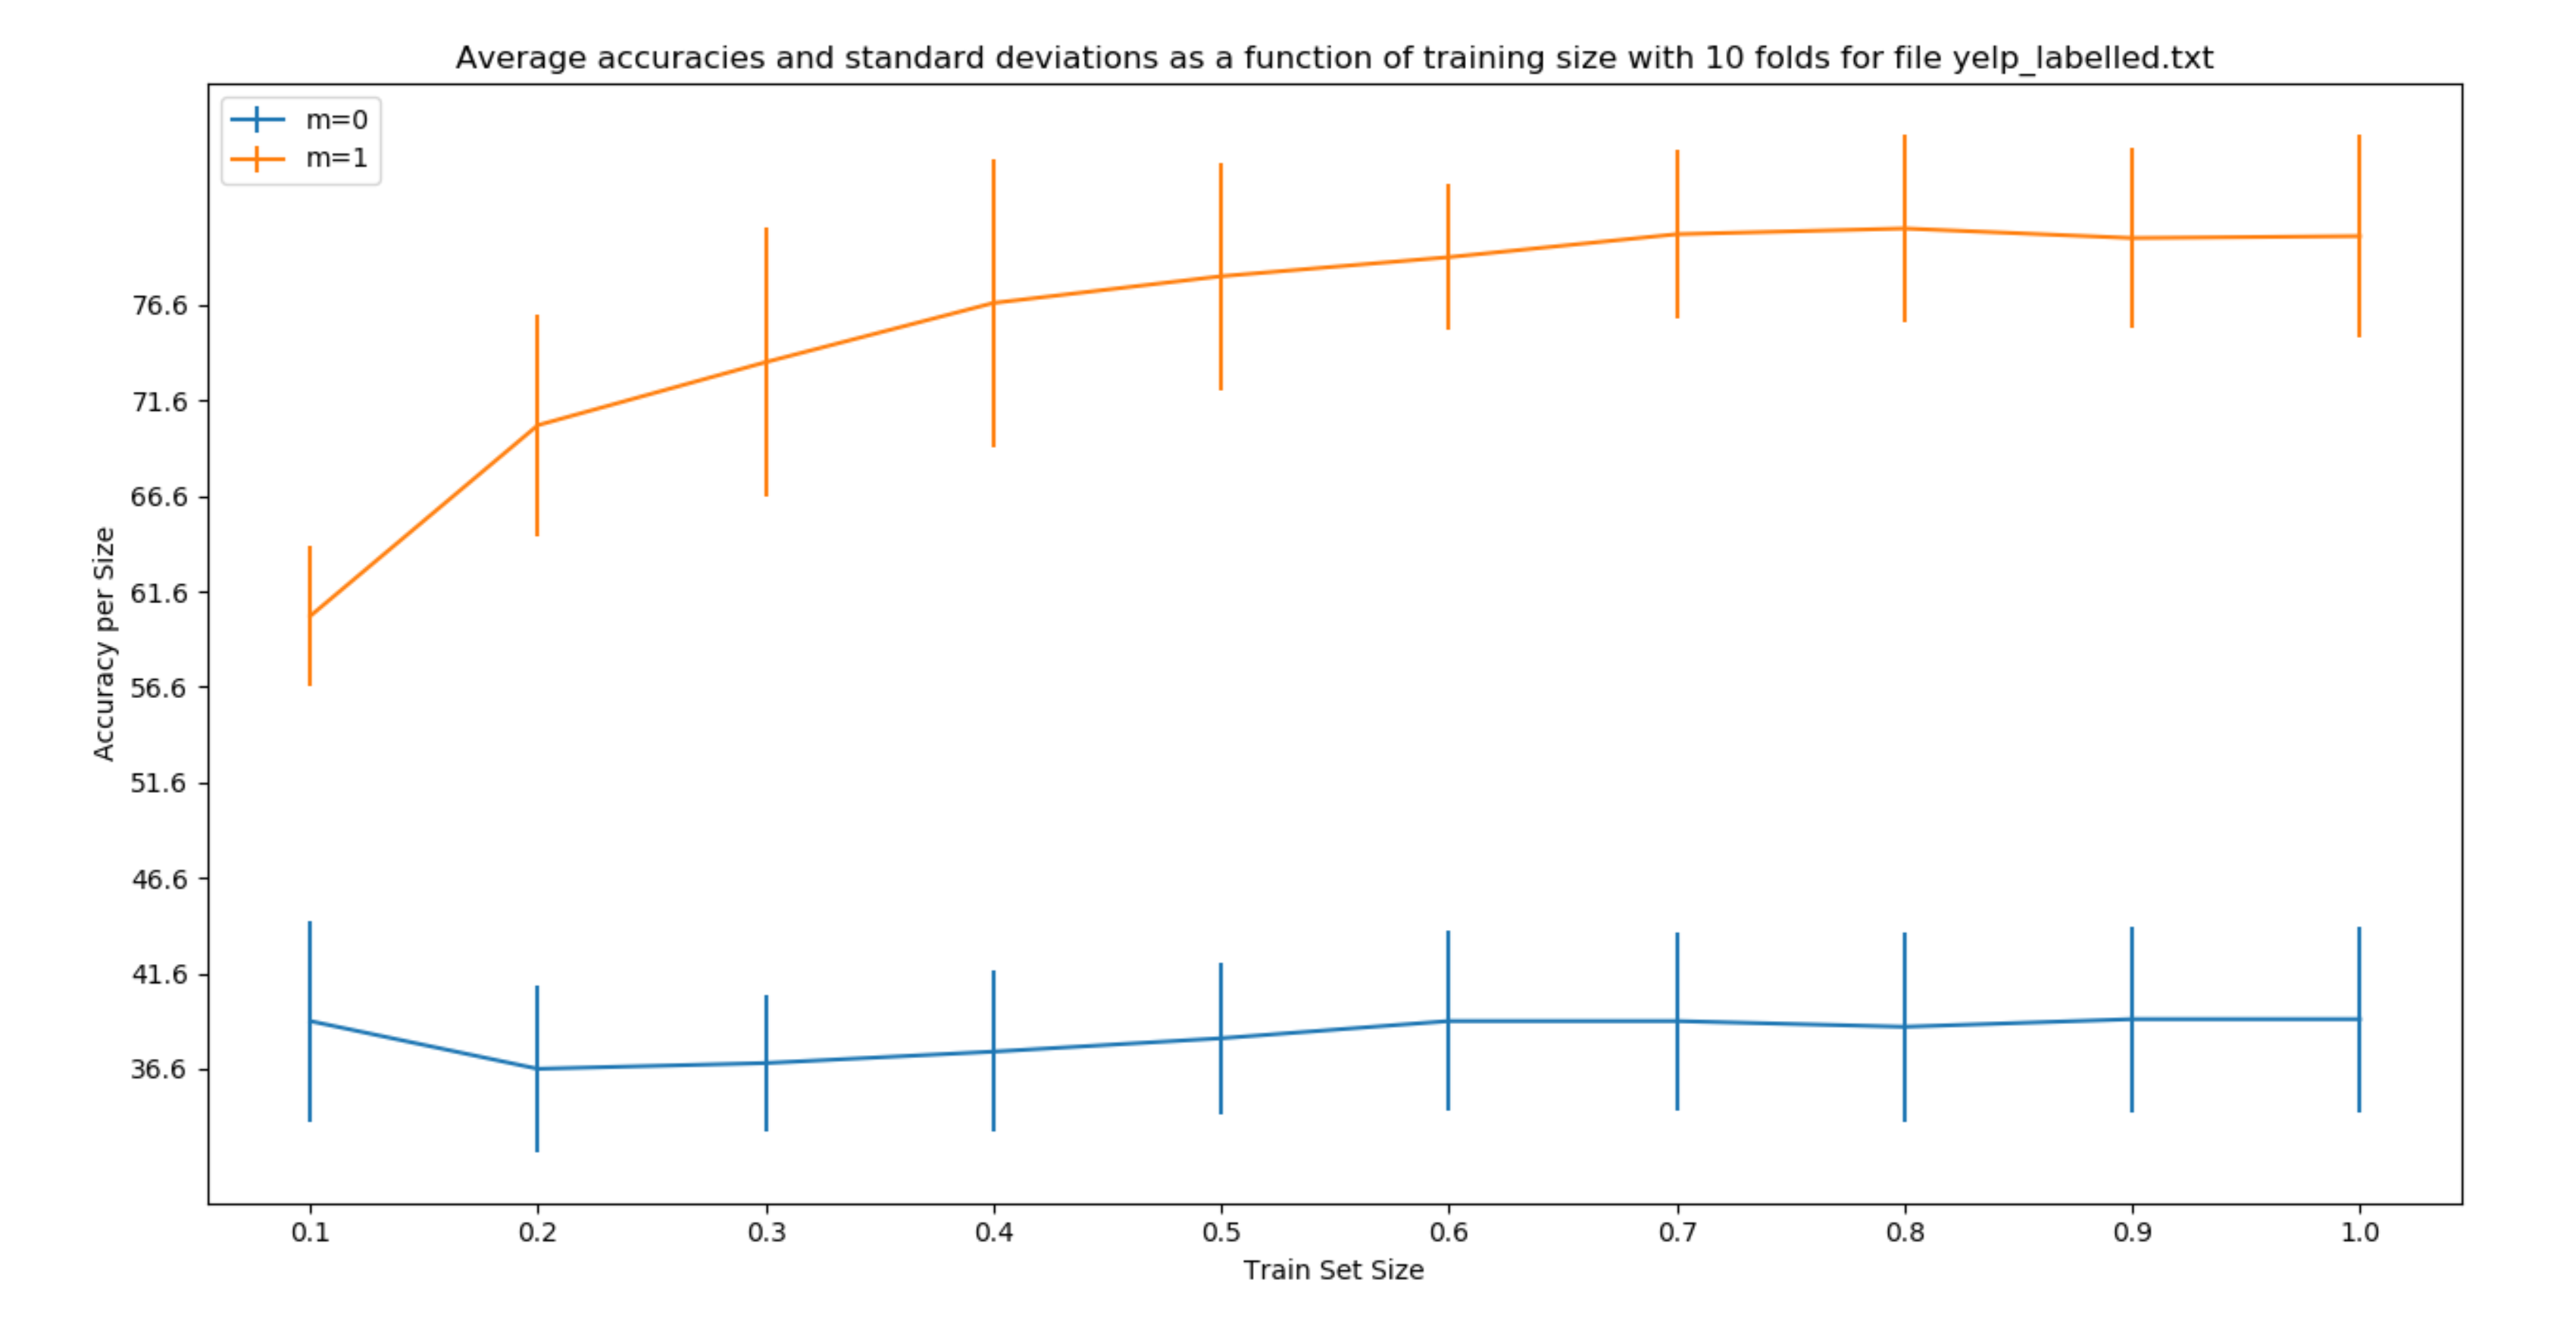 Average accuracies and standard deviations as a function of training size with 10 folds for file yelp_labelled.txt
m=0
m=1
76.6
71.6
66.6
61.6
56.6
51.6
46.6
41.6
36.6
Accuracy per Size
0.1 0.2 0.3 0.4 0.5 0.6 0.7 0.8 0.9 1.0
Train Set Size